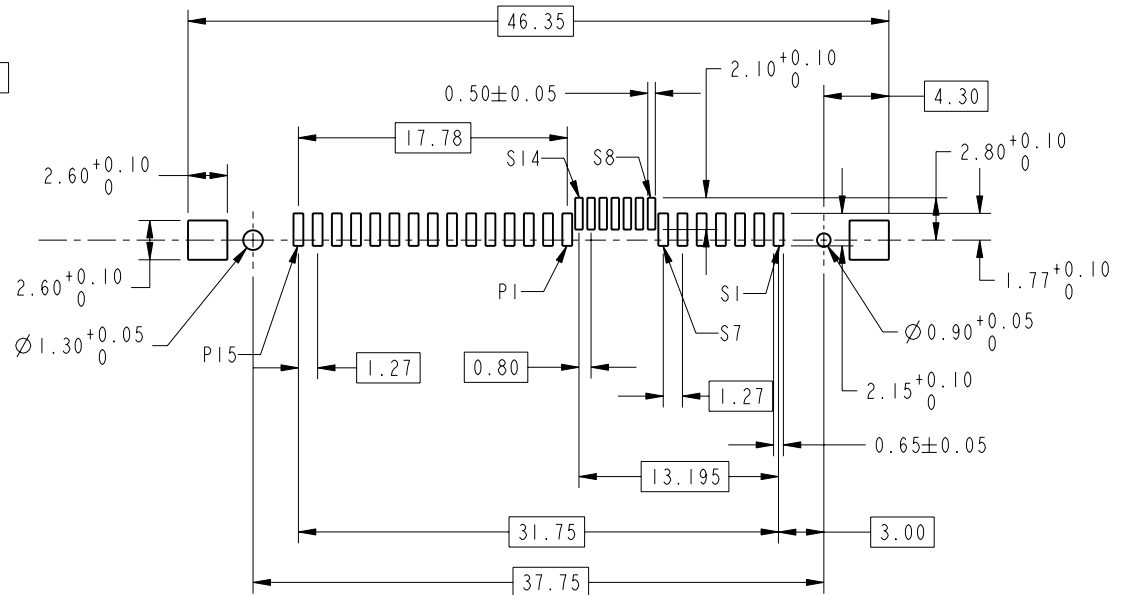 46.35
2.10 +0.10 0
0.50±0.05
4.30
17.78
S14
S8
2.80 +0.10 0
2.60 +0.10 0
2.60 +0.10 0
P1
S1
1.77 +0.10 0
S7
Ø1.30 +0.05 0
Ø0.90 +0.05 0
P15
1.27
0.80
1.27
2.15 +0.10 0
0.65±0.05
13.195
31.75
3.00
37.75